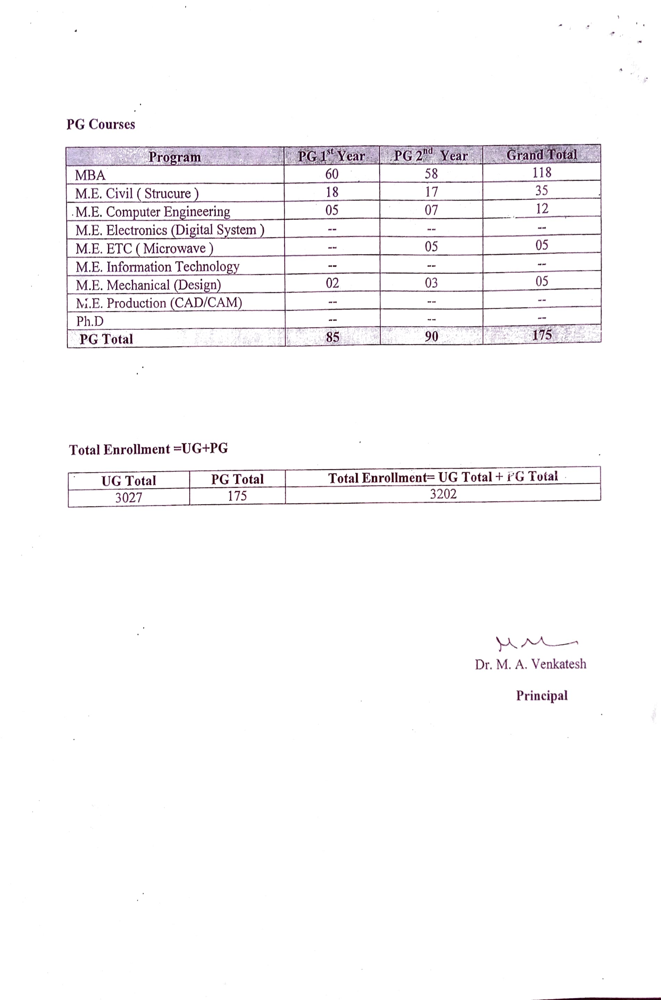 PG Courses
Program PG 1st Year PG 2nd Year Grand Total
MBA 60 58 118
M.E. Civil ( Strucure ) 18 17 35
M.E. Computer Engineering 05 07 12
M.E. Electronics (Digital System ) -- -- --
M.E. ETC ( Microwave ) -- 05 05
M.E. Information Technology -- -- --
M.E. Mechanical (Design) 02 03 05
M.E. Production (CAD/CAM) -- -- --
Ph.D -- -- --
PG Total 85 90 175
Total Enrollment =UG+PG
UG Total PG Total Total Enrollment= UG Total + PG Total
3027 175 3202
Dr. M. A. Venkatesh
Principal